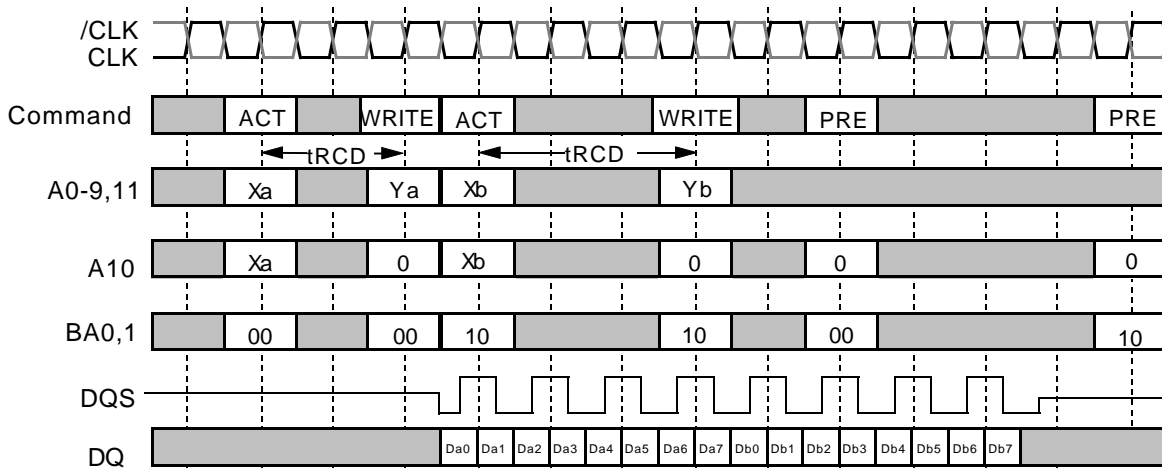 /CLK
CLK
Command ACT WRITE ACT WRITE PRE PRE
tRCD tRCD
A0-9,11 Xa Ya Xb Yb
A10 Xa 0 Xb 0 0 0
BA0,1 00 00 10 10 00 10
DQS
DQ Da0 Da1 Da2 Da3 Da4 Da5 Da6 Da7 Db0 Db1 Db2 Db3 Db4 Db5 Db6 Db7